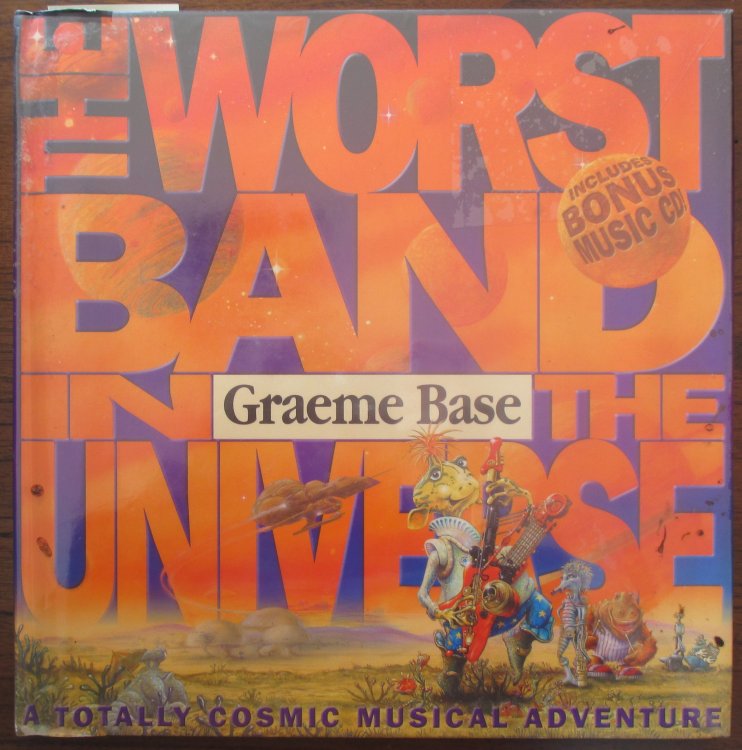 THE WORST
BAND
IN THE
UNIVERSE
INCLUDES
BONUS
MUSIC CD!
Graeme Base
A TOTALLY COSMIC MUSICAL ADVENTURE